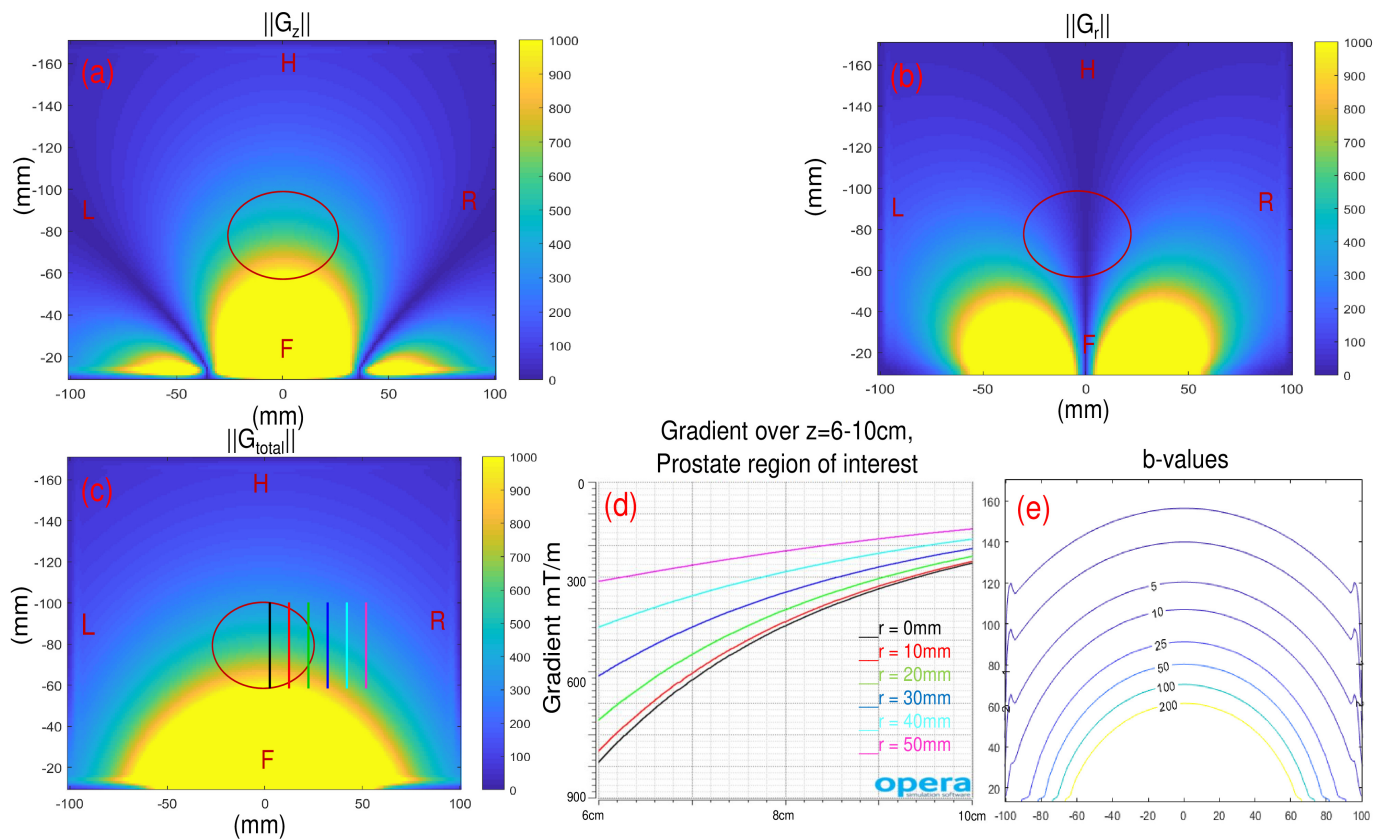 ||Gz||
(a)
H
L
R
F
-160
-140
-120
-100
-80
-60
-40
-20
(mm)
-100
-50
0
50
100
(mm)
1000
900
800
700
600
500
400
300
200
100
0
||Gr||
(b)
H
L
R
F
-160
-140
-120
-100
-80
-60
-40
-20
(mm)
-100
-50
0
50
100
(mm)
1000
900
800
700
600
500
400
300
200
100
0
||Gtotal||
(c)
H
L
R
F
-160
-140
-120
-100
-80
-60
-40
-20
(mm)
-100
-50
0
50
100
(mm)
1000
900
800
700
600
500
400
300
200
100
0
Gradient over z=6-10cm,
Prostate region of interest
(d)
Gradient mT/m
0
300
600
900
6cm
8cm
10cm
r = 0mm
r = 10mm
r = 20mm
r = 30mm
r = 40mm
r = 50mm
opera
simulation software
b-values
(e)
160
140
120
100
80
60
40
20
5
10
25
50
100
200
-100
-80
-60
-40
-20
0
20
40
60
80
100